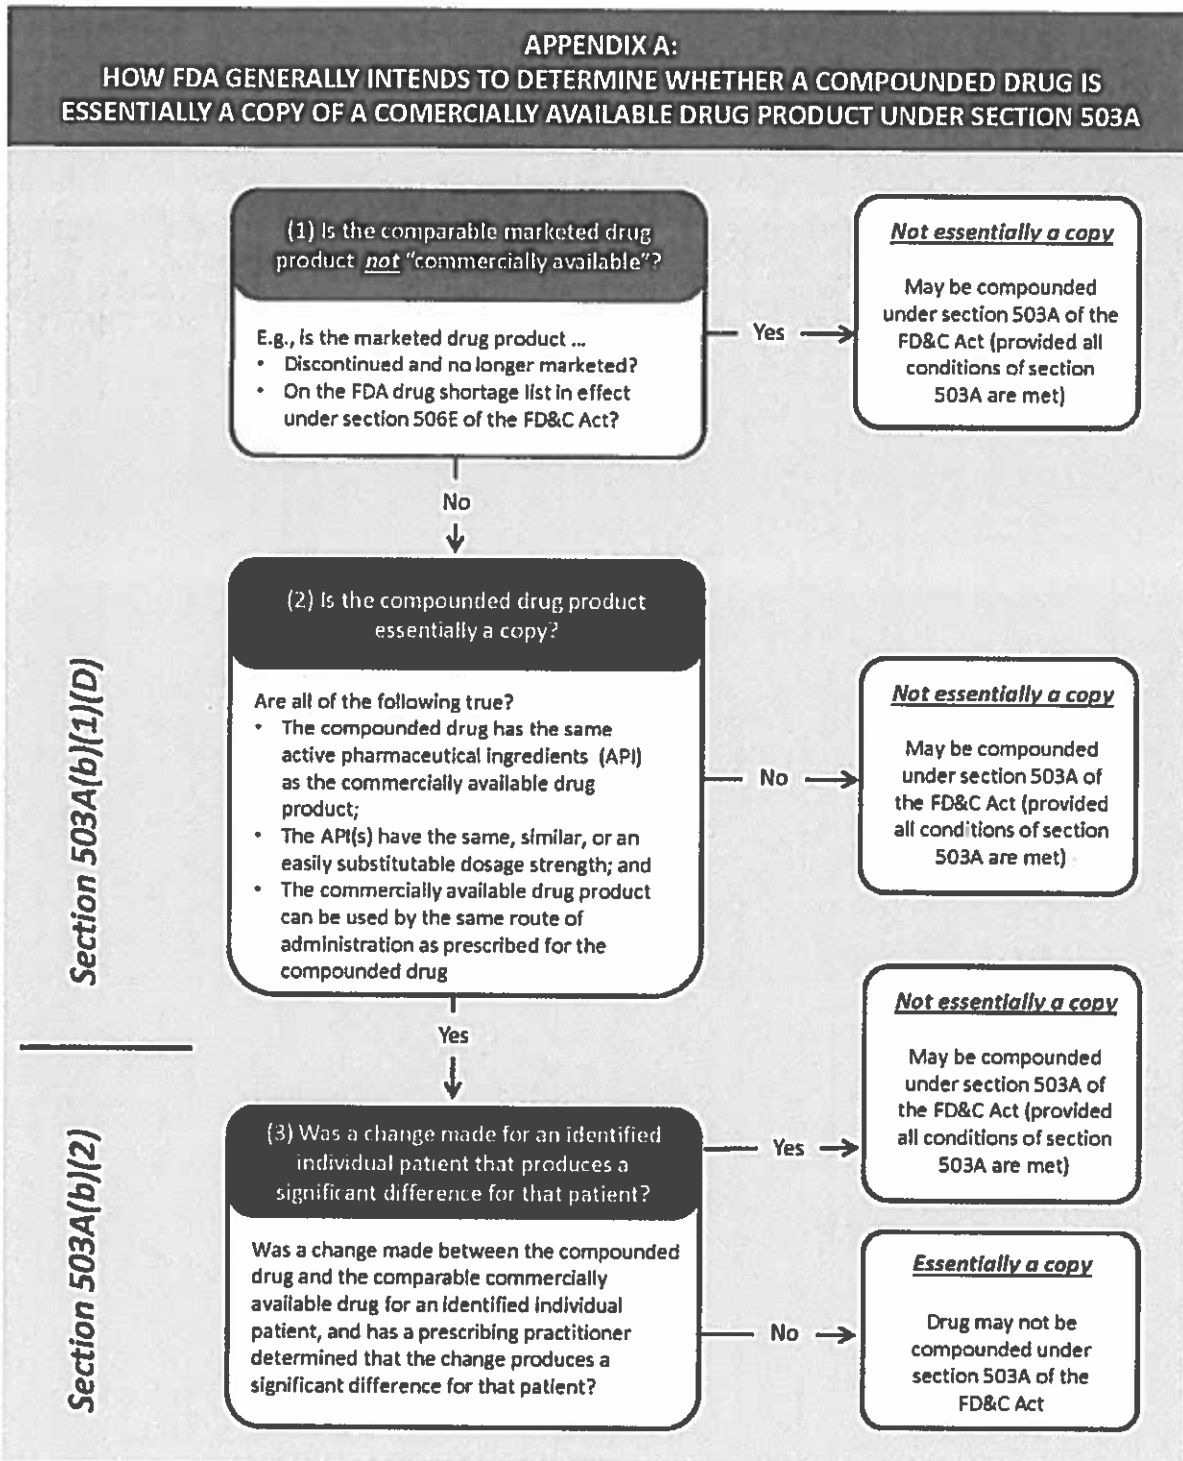 APPENDIX A:
HOW FDA GENERALLY INTENDS TO DETERMINE WHETHER A COMPOUNDED DRUG IS
ESSENTIALLY A COPY OF A COMERCIALLY AVAILABLE DRUG PRODUCT UNDER SECTION 503A
(1) Is the comparable marketed drug
product not "commercially available"?
E.g., is the marketed drug product ...
• Discontinued and no longer marketed?
• On the FDA drug shortage list in effect
under section 506E of the FD&C Act?
Yes
Not essentially a copy
May be compounded
under section 503A of the
FD&C Act (provided all
conditions of section
503A are met)
No
Section 503A(b)(1)(D)
(2) Is the compounded drug product
essentially a copy?
Are all of the following true?
• The compounded drug has the same
active pharmaceutical ingredients (API)
as the commercially available drug
product;
• The API(s) have the same, similar, or an
easily substitutable dosage strength; and
• The commercially available drug product
can be used by the same route of
administration as prescribed for the
compounded drug
No
Not essentially a copy
May be compounded
under section 503A of
the FD&C Act (provided
all conditions of section
503A are met)
Yes
Section 503A(b)(2)
(3) Was a change made for an identified
individual patient that produces a
significant difference for that patient?
Was a change made between the compounded
drug and the comparable commercially
available drug for an identified individual
patient, and has a prescribing practitioner
determined that the change produces a
significant difference for that patient?
Yes
Not essentially a copy
May be compounded
under section 503A of
the FD&C Act (provided
all conditions of section
503A are met)
No
Essentially a copy
Drug may not be
compounded under
section 503A of the
FD&C Act